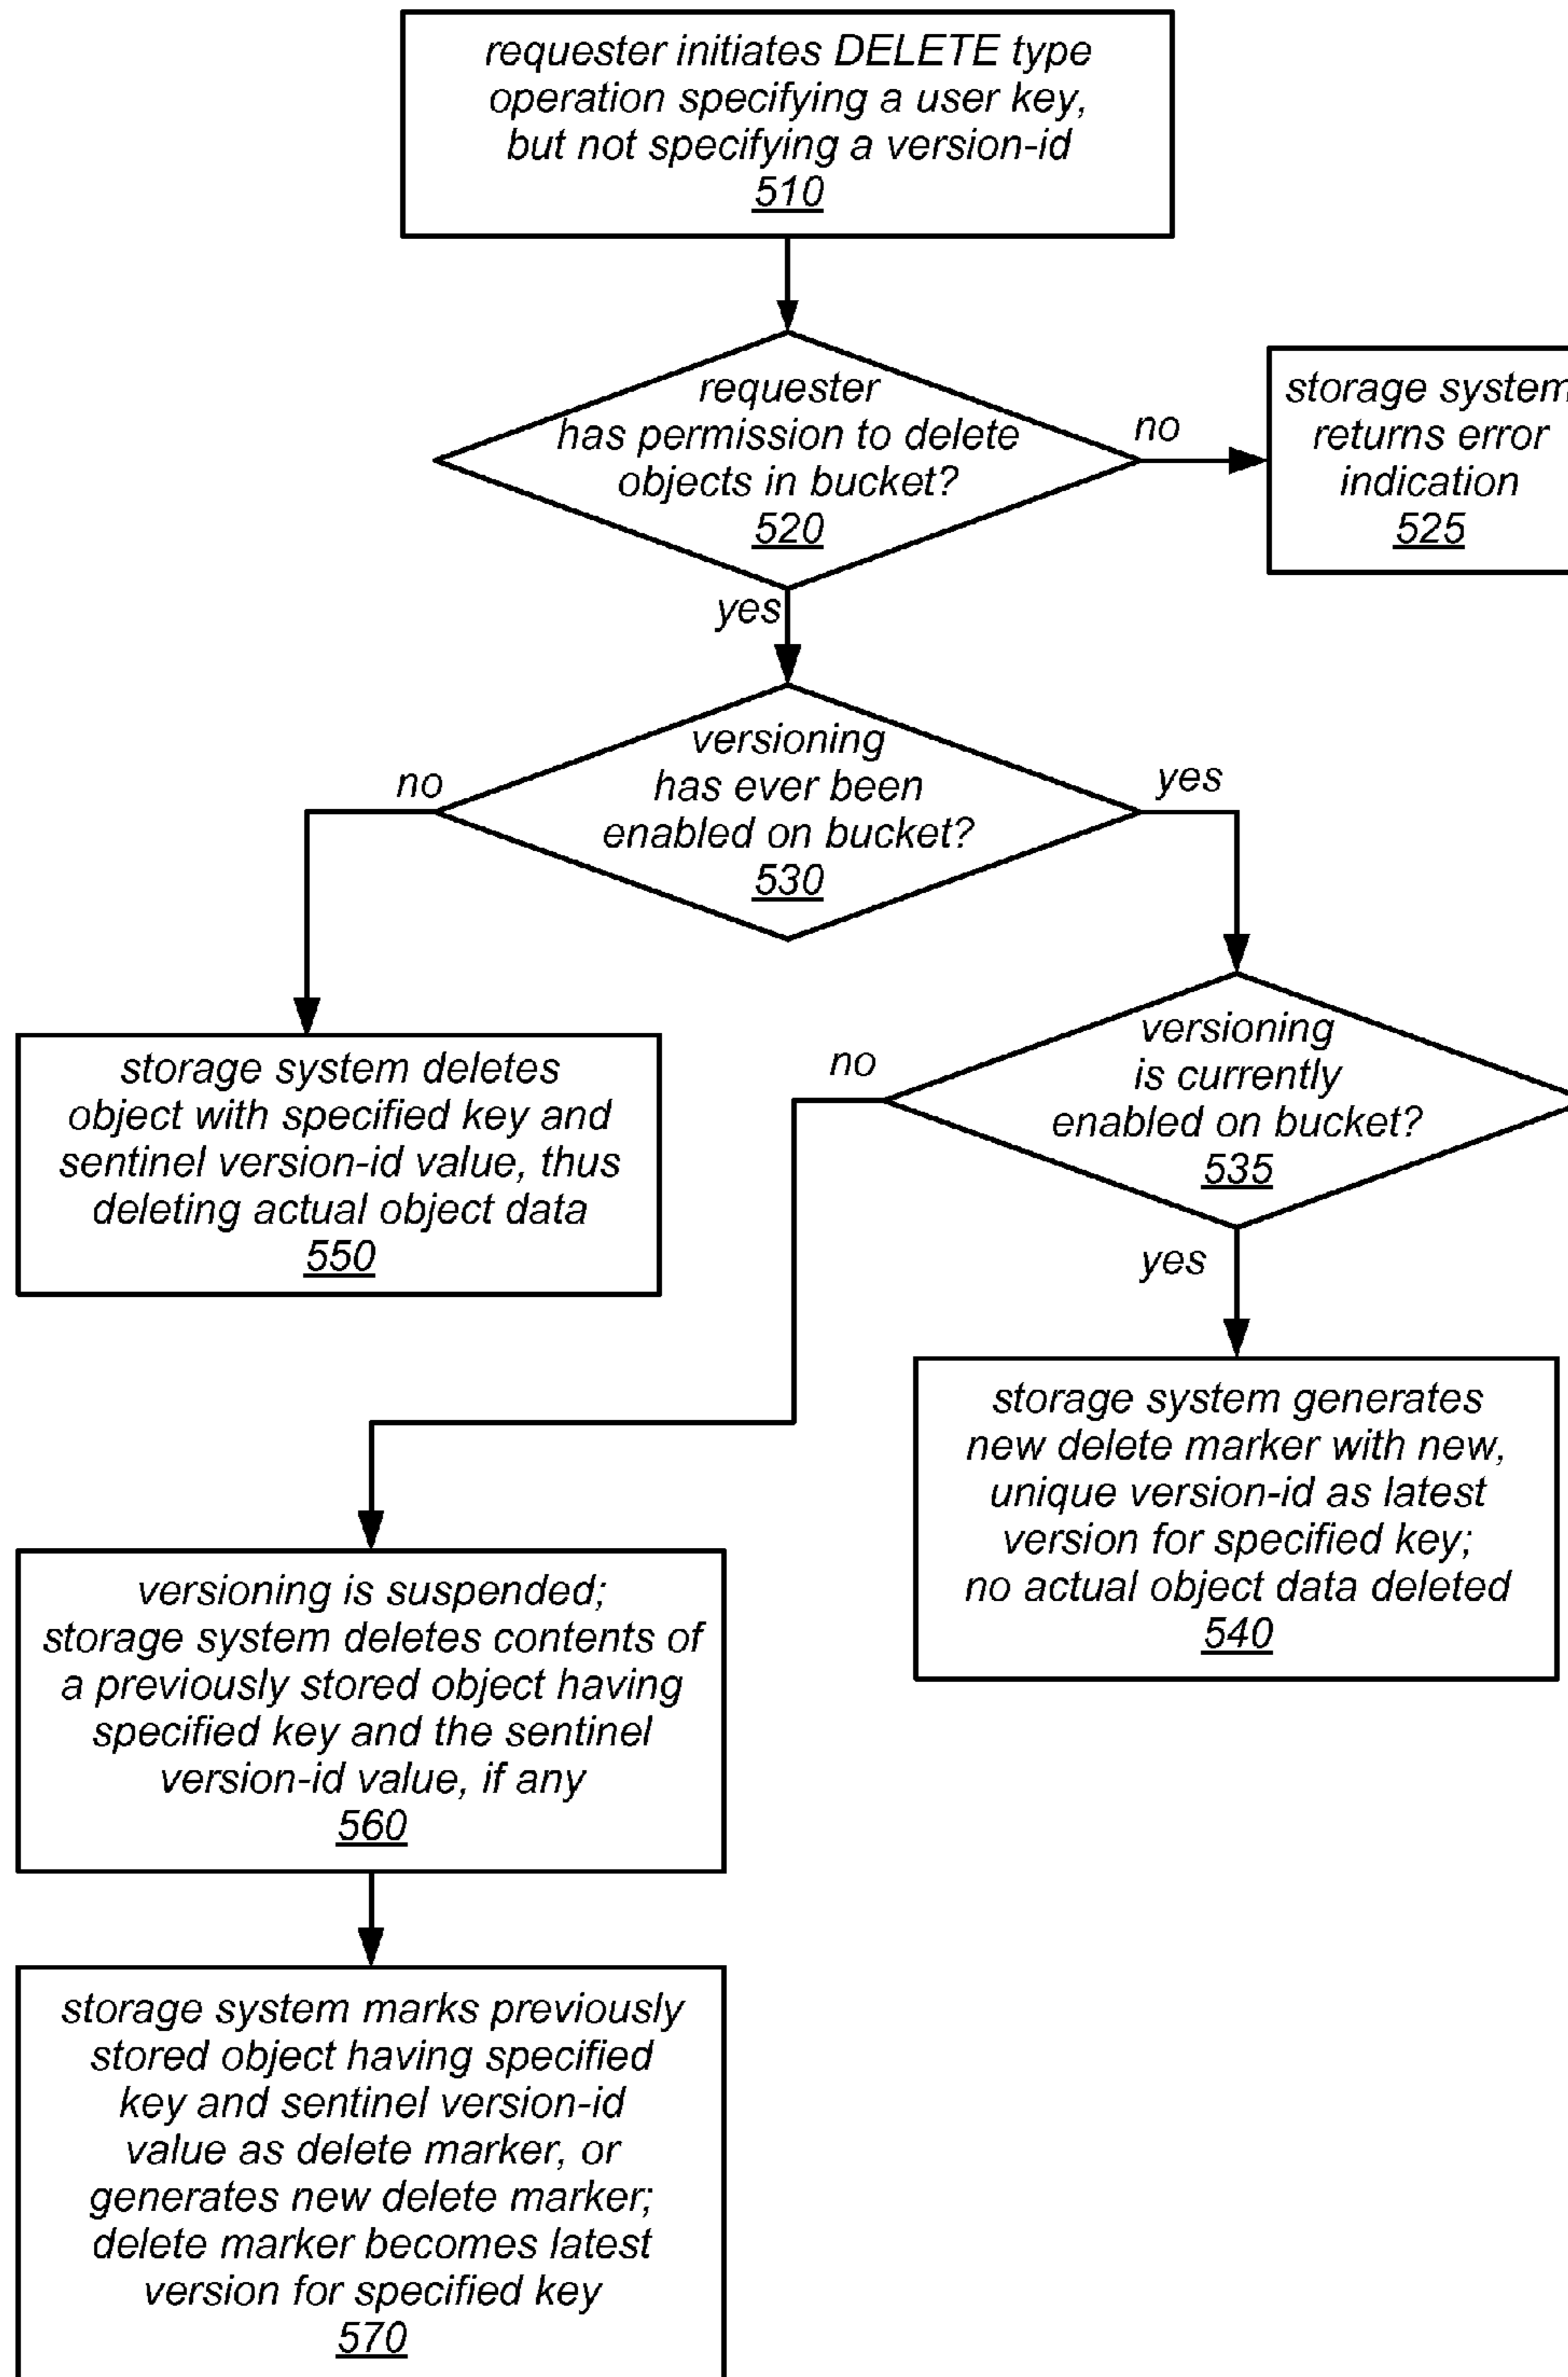 requester initiates DELETE type
operation specifying a user key,
but not specifying a version-id
510
requester
has permission to delete
objects in bucket?
520
no
storage system
returns error
indication
525
yes
versioning
has ever been
enabled on bucket?
530
no
yes
storage system deletes
object with specified key and
sentinel version-id value, thus
deleting actual object data
550
versioning
is currently
enabled on bucket?
535
no
yes
storage system generates
new delete marker with new,
unique version-id as latest
version for specified key;
no actual object data deleted
540
versioning is suspended;
storage system deletes contents of
a previously stored object having
specified key and the sentinel
version-id value, if any
560
storage system marks previously
stored object having specified
key and sentinel version-id
value as delete marker, or
generates new delete marker;
delete marker becomes latest
version for specified key
570